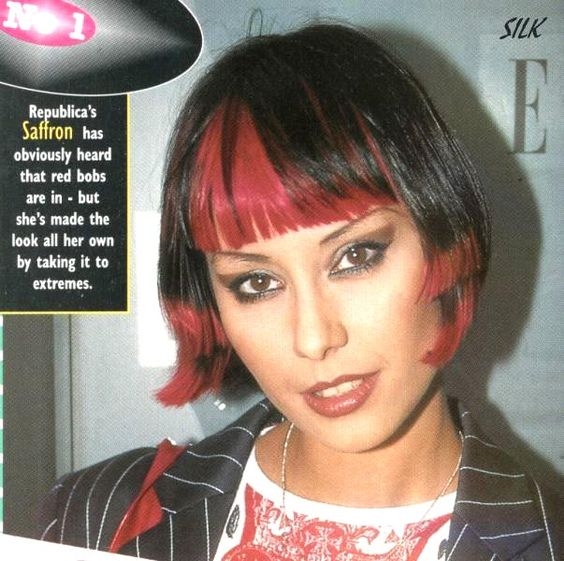 No 1
SILK
E
Republica's
Saffron has
obviously heard
that red bobs
are in - but
she's made the
look all her own
by taking it to
extremes.